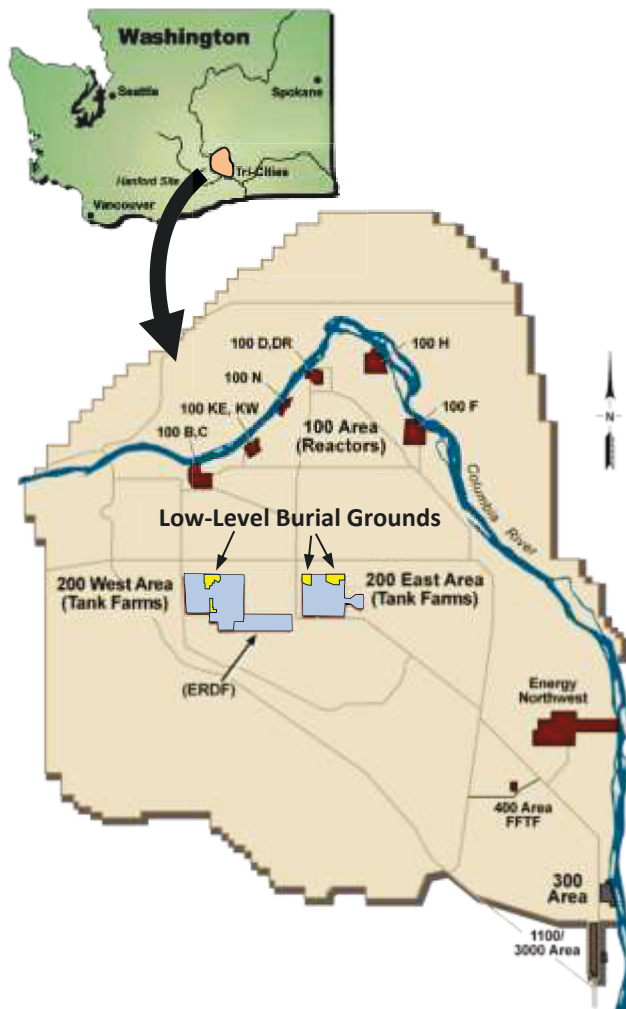 Washington
Seattle
Spokane
Hanford Site
Tri-Cities
Vancouver
100 D,DR
100 H
100 N
100 KE, KW
100 F
100 B,C
100 Area
(Reactors)
N
Columbia River
Low-Level Burial Grounds
200 West Area
(Tank Farms)
200 East Area
(Tank Farms)
(ERDF)
Energy
Northwest
400 Area
FFTF
300
Area
1100/
3000 Area